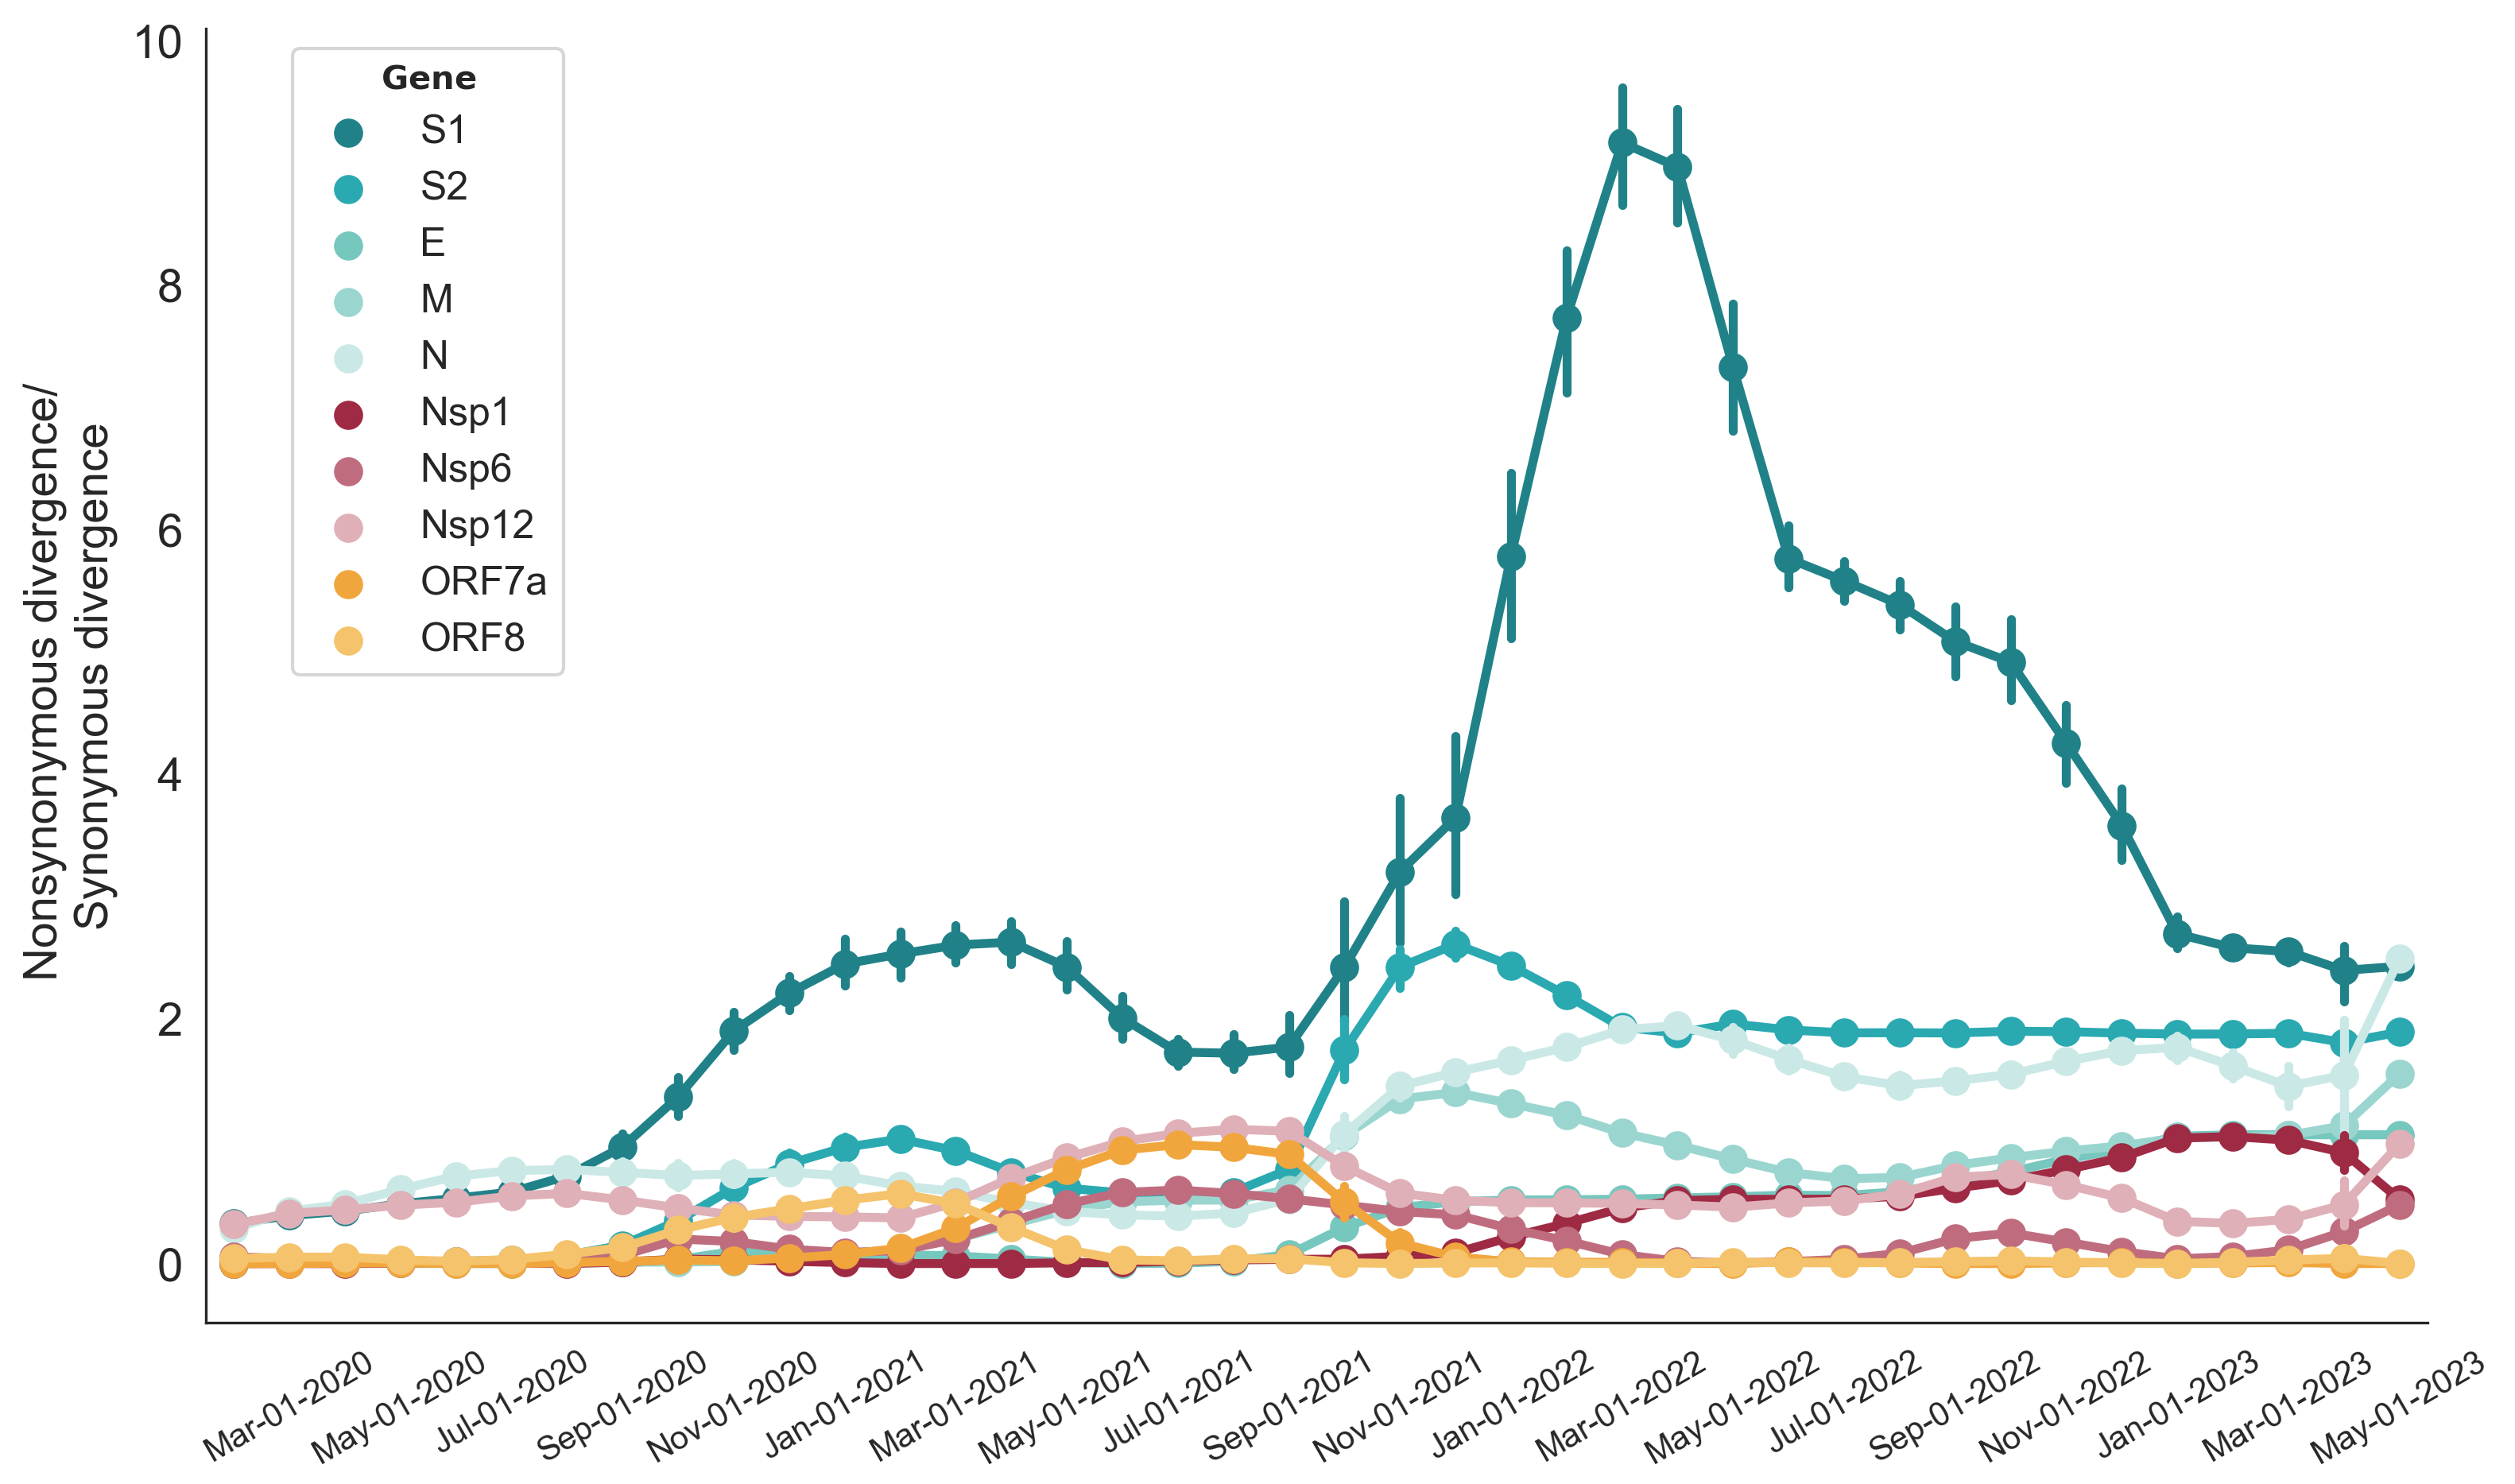 10
8
6
4
2
0
Nonsynonymous divergence/
Synonymous divergence
Gene
S1
S2
E
M
N
Nsp1
Nsp6
Nsp12
ORF7a
ORF8
Mar-01-2020
May-01-2020
Jul-01-2020
Sep-01-2020
Nov-01-2020
Jan-01-2021
Mar-01-2021
May-01-2021
Jul-01-2021
Sep-01-2021
Nov-01-2021
Jan-01-2022
Mar-01-2022
May-01-2022
Jul-01-2022
Sep-01-2022
Nov-01-2022
Jan-01-2023
Mar-01-2023
May-01-2023